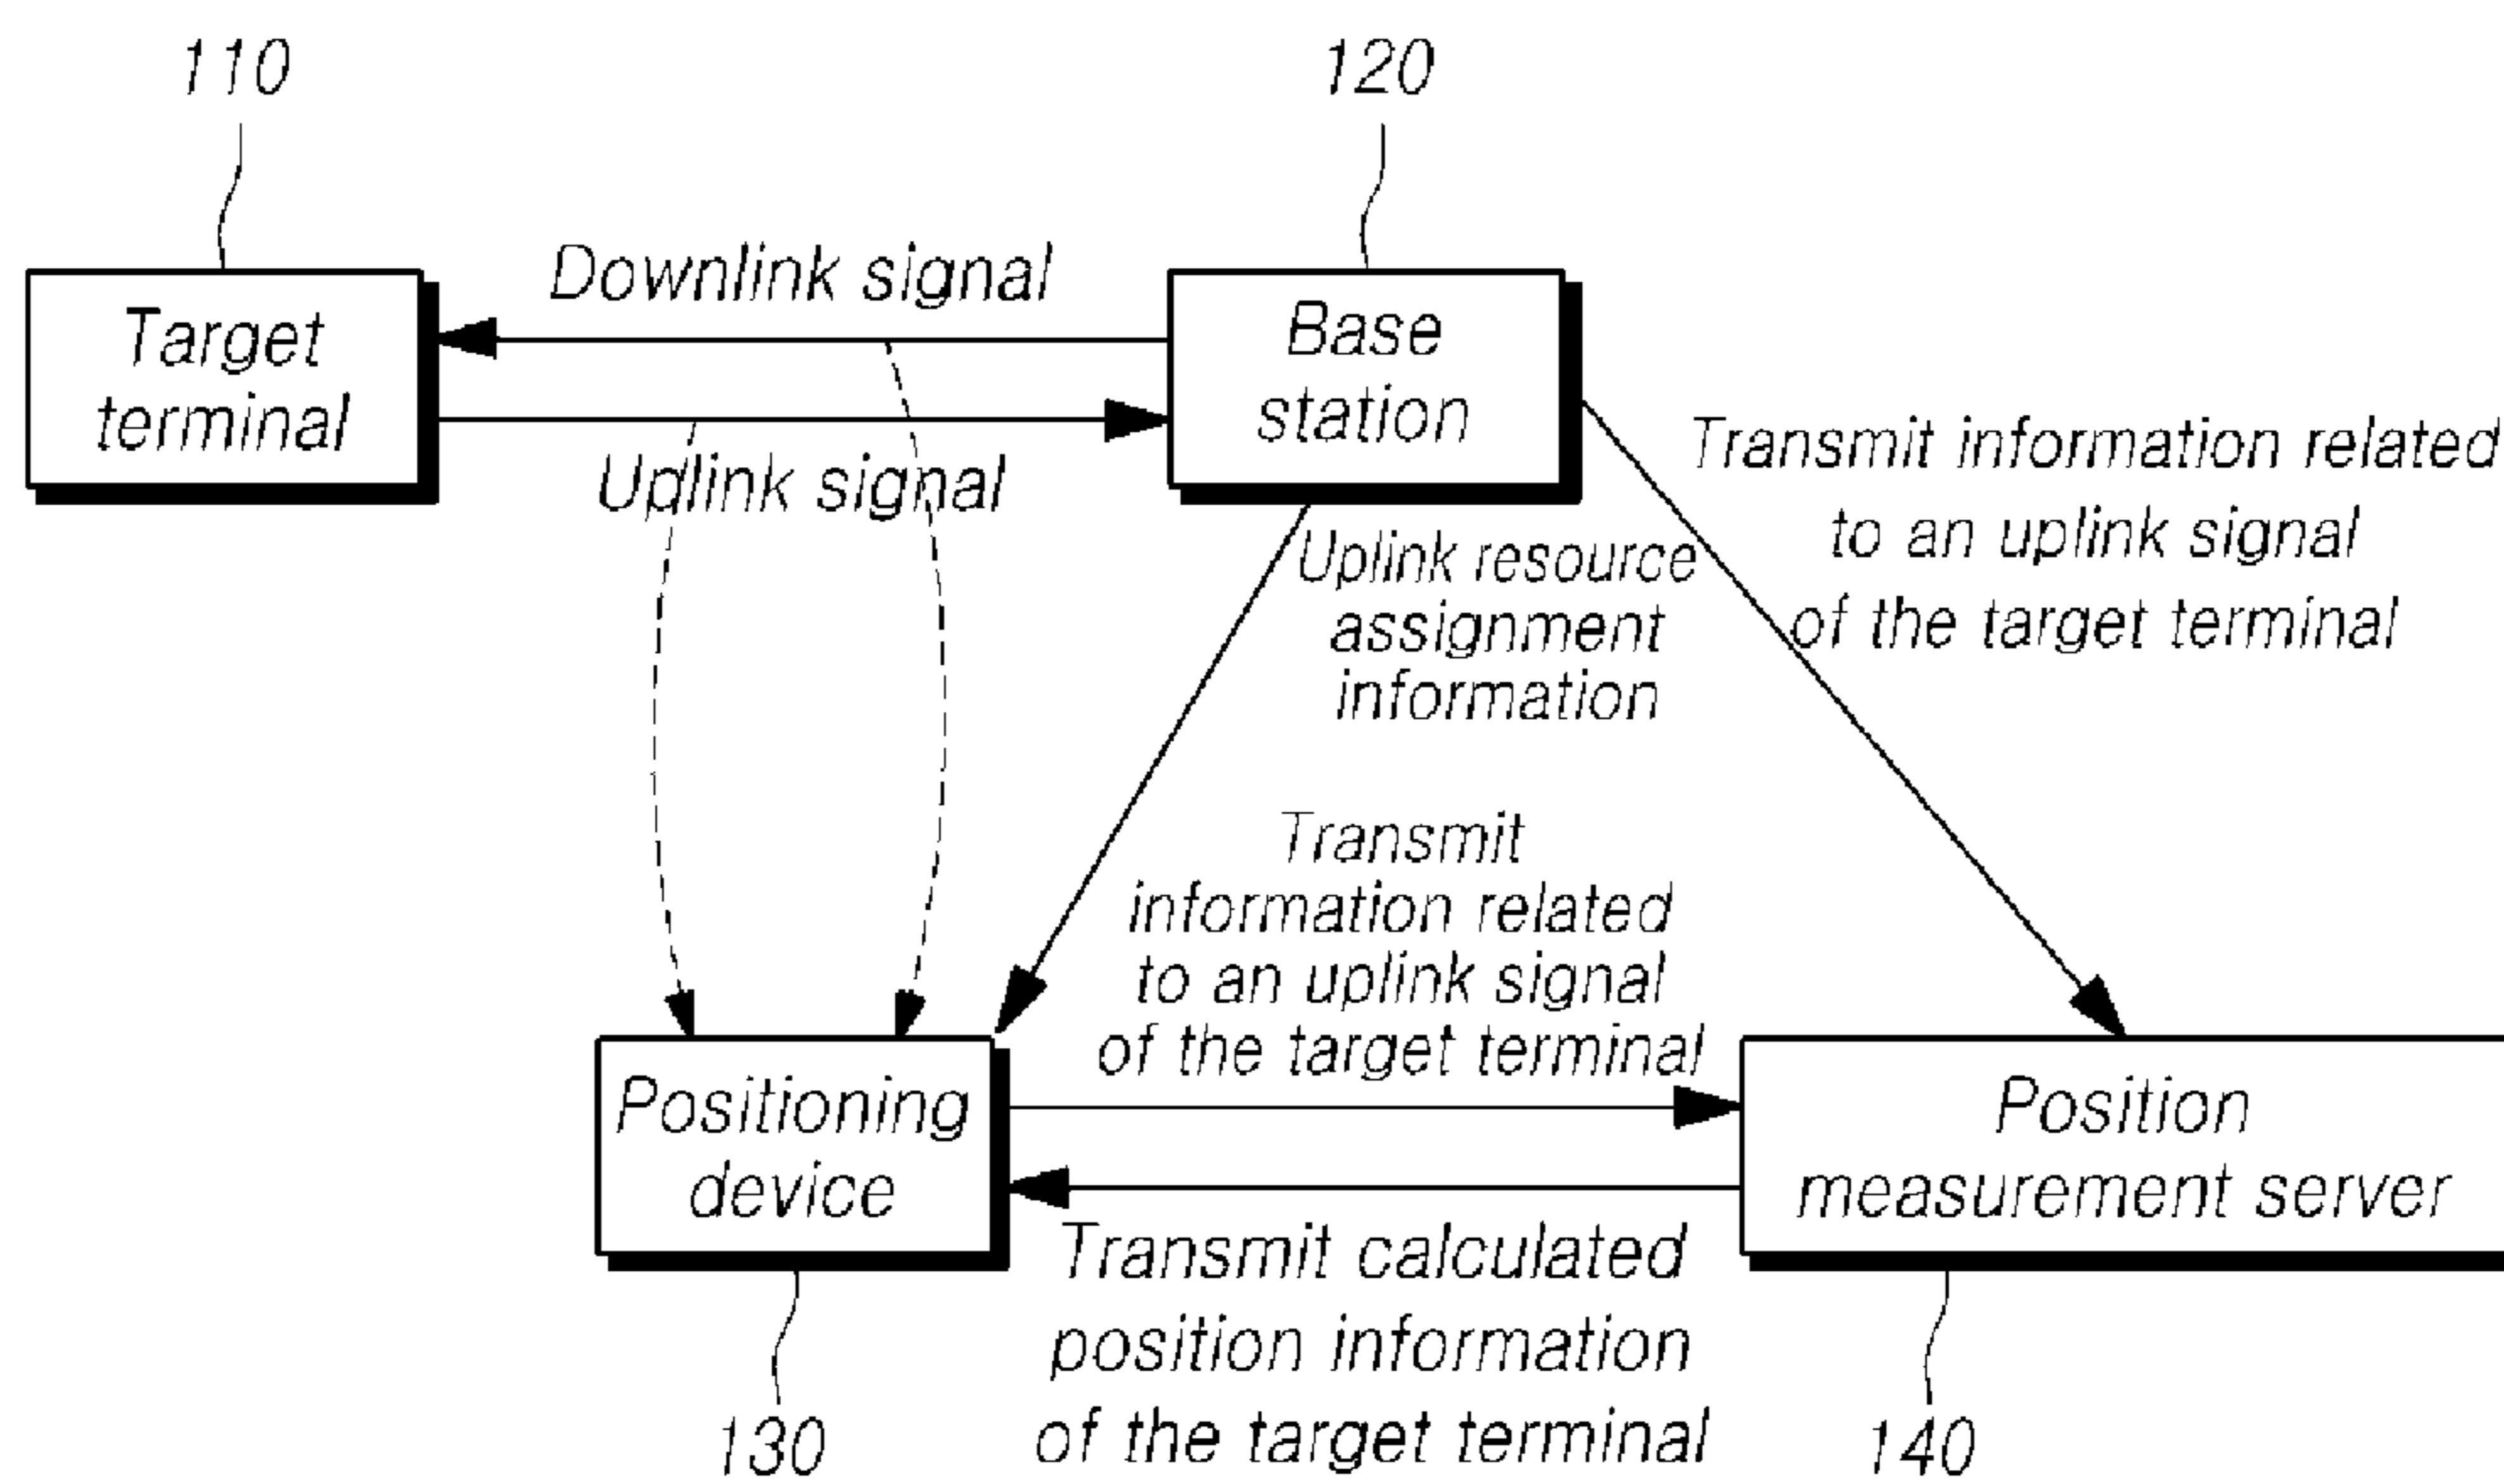 110
120
Target
terminal
Downlink signal
Uplink signal
Base
station
Transmit information related
to an uplink signal
of the target terminal
Uplink resource
assignment
information
Transmit
information related
to an uplink signal
of the target terminal
Positioning
device
Position
measurement server
Transmit calculated
position information
of the target terminal
130
140